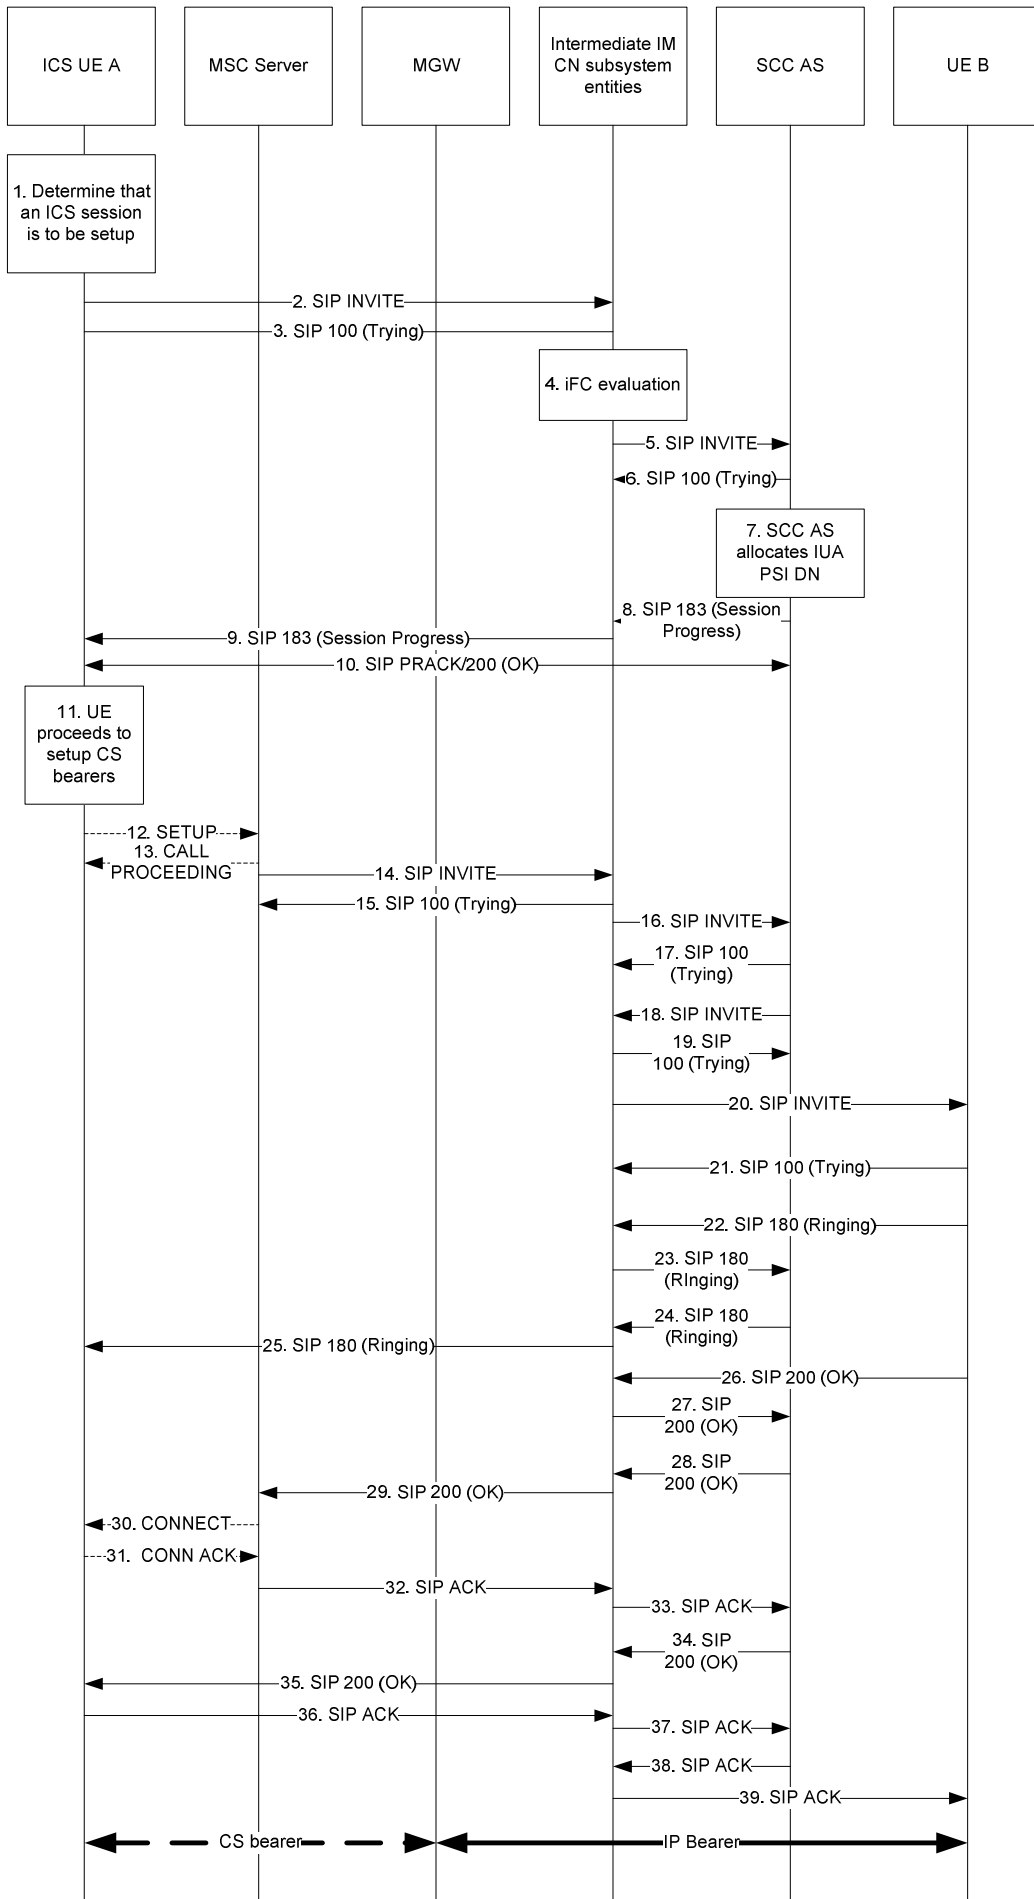 ICS UE A
MSC Server
MGW
Intermediate IM
CN subsystem
entities
SCC AS
UE B
1. Determine that
an ICS session
is to be setup
2. SIP INVITE
3. SIP 100 (Trying)
4. iFC evaluation
5. SIP INVITE
6. SIP 100 (Trying)
7. SCC AS
allocates IUA
PSI DN
8. SIP 183 (Session
Progress)
9. SIP 183 (Session Progress)
10. SIP PRACK/200 (OK)
11. UE
proceeds to
setup CS
bearers
12. SETUP
13. CALL
PROCEEDING
14. SIP INVITE
15. SIP 100 (Trying)
16. SIP INVITE
17. SIP 100
(Trying)
18. SIP INVITE
19. SIP
100 (Trying)
20. SIP INVITE
21. SIP 100 (Trying)
22. SIP 180 (Ringing)
23. SIP 180
(RInging)
24. SIP 180
(Ringing)
25. SIP 180 (Ringing)
26. SIP 200 (OK)
27. SIP
200 (OK)
28. SIP
200 (OK)
29. SIP 200 (OK)
30. CONNECT
31. CONN ACK
32. SIP ACK
33. SIP ACK
34. SIP
200 (OK)
35. SIP 200 (OK)
36. SIP ACK
37. SIP ACK
38. SIP ACK
39. SIP ACK
CS bearer
IP Bearer